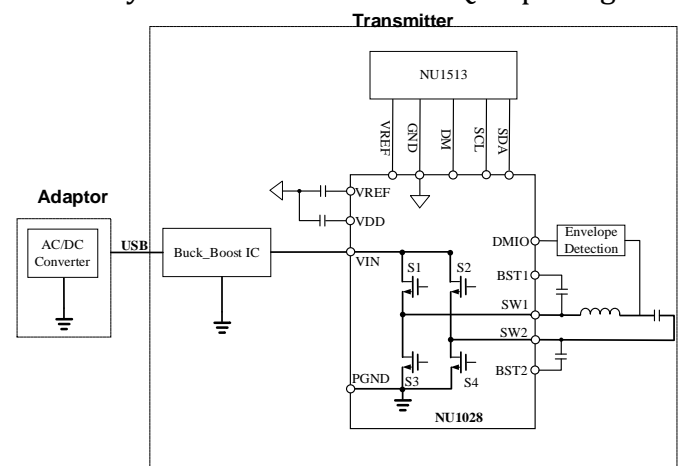 Transmitter
NU1513
VREF
GND
DM
SCL
SDA
VREF
VDD
Adaptor
AC/DC
Converter
USB
Buck_Boost IC
VIN
S1
S2
DMIO
Envelope
Detection
BST1
SW1
SW2
BST2
PGND
S3
S4
NU1028